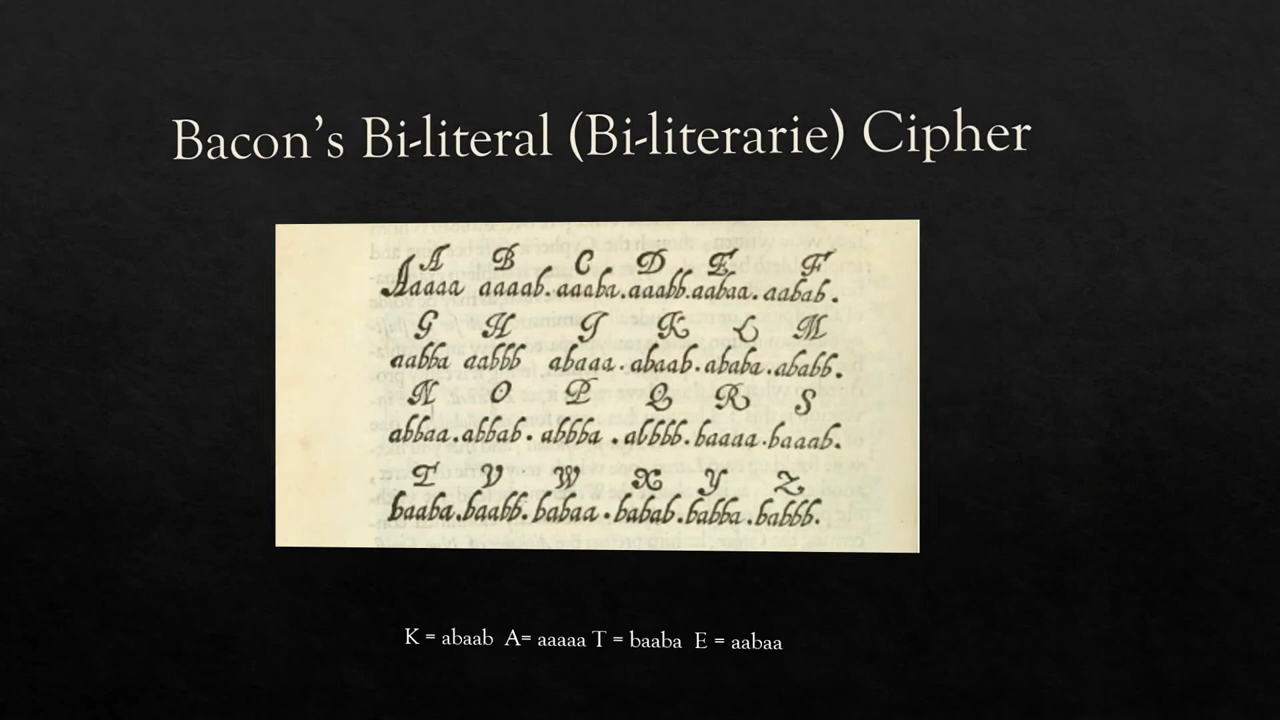 Bacon's Bi-literal (Bi-literarie) Cipher
A B C D E F
Aaaaa aaaab. aaaba. aaabb. aabaa. aabab.
G H I K L M
aabba aabbb abaaa. abaab. ababa. ababb.
N O P Q R S
abbaa. abbab. abbba. abbbb. baaaa. baaab.
T V W X Y Z
baaba. baabb. babaa. babab. babba. babbb.
K = abaab A= aaaaa T = baaba E = aabaa